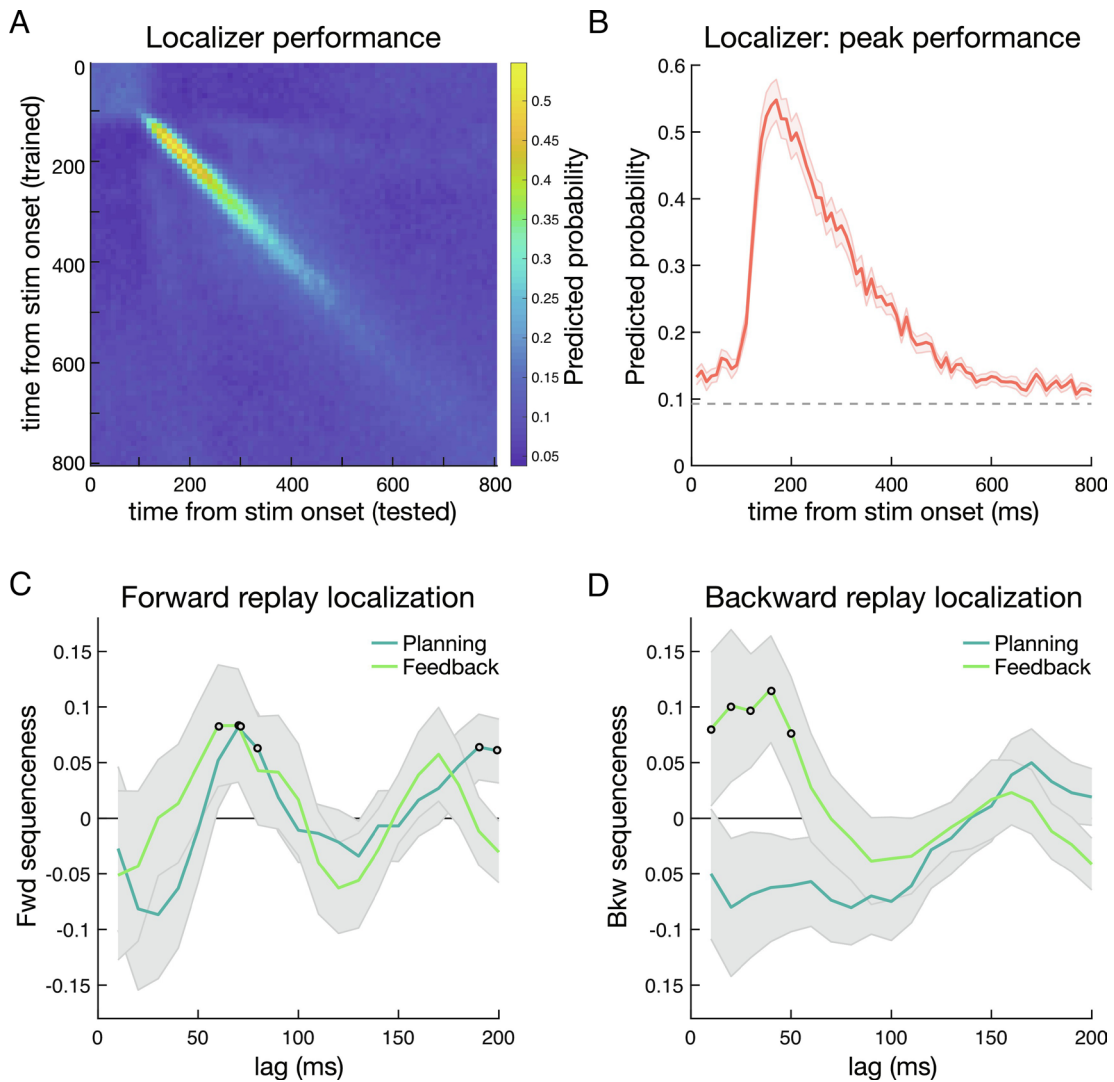 A
Localizer performance
0
200
400
600
800
time from stim onset (trained)
0
200
400
600
800
time from stim onset (tested)
0.5
0.45
0.4
0.35
0.3
0.25
0.2
0.15
0.1
0.05
Predicted probability
B
Localizer: peak performance
0.6
0.5
0.4
0.3
0.2
0.1
0
Predicted probability
0
200
400
600
800
time from stim onset (ms)
C
Forward replay localization
Planning
Feedback
0.15
0.1
0.05
0
-0.05
-0.1
-0.15
Fwd sequenceness
0
50
100
150
200
lag (ms)
D
Backward replay localization
Planning
Feedback
0.15
0.1
0.05
0
0.05
-0.1
0.15
Bkw sequenceness
0
50
100
150
200
lag (ms)